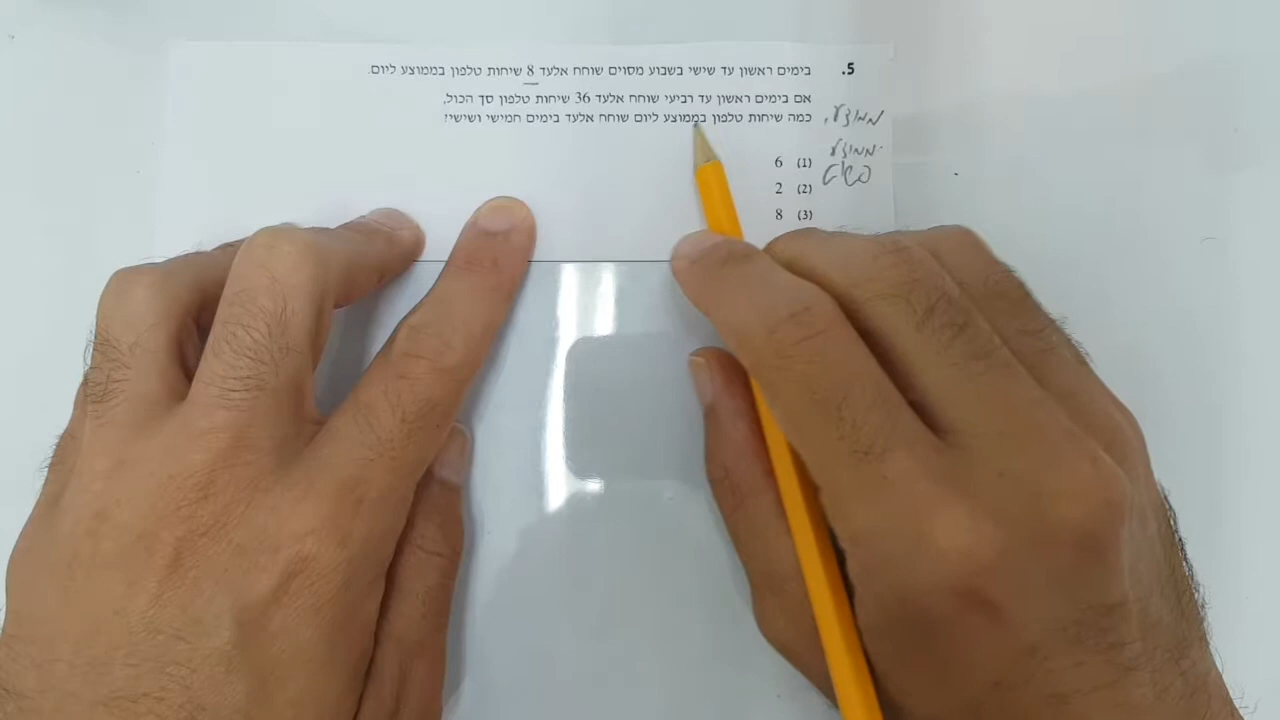 5. בימים ראשון עד שישי בשבוע מסוים שוחח אלעד 8 שיחות טלפון בממוצע ליום.
אם בימים ראשון עד רביעי שוחח אלעד 36 שיחות טלפון סך הכול,
כמה שיחות טלפון בממוצע ליום שוחח אלעד בימים חמישי ושישי?
(1) 6
(2) 2
(3) 8
ממוצע,
ממוצע
פשוט